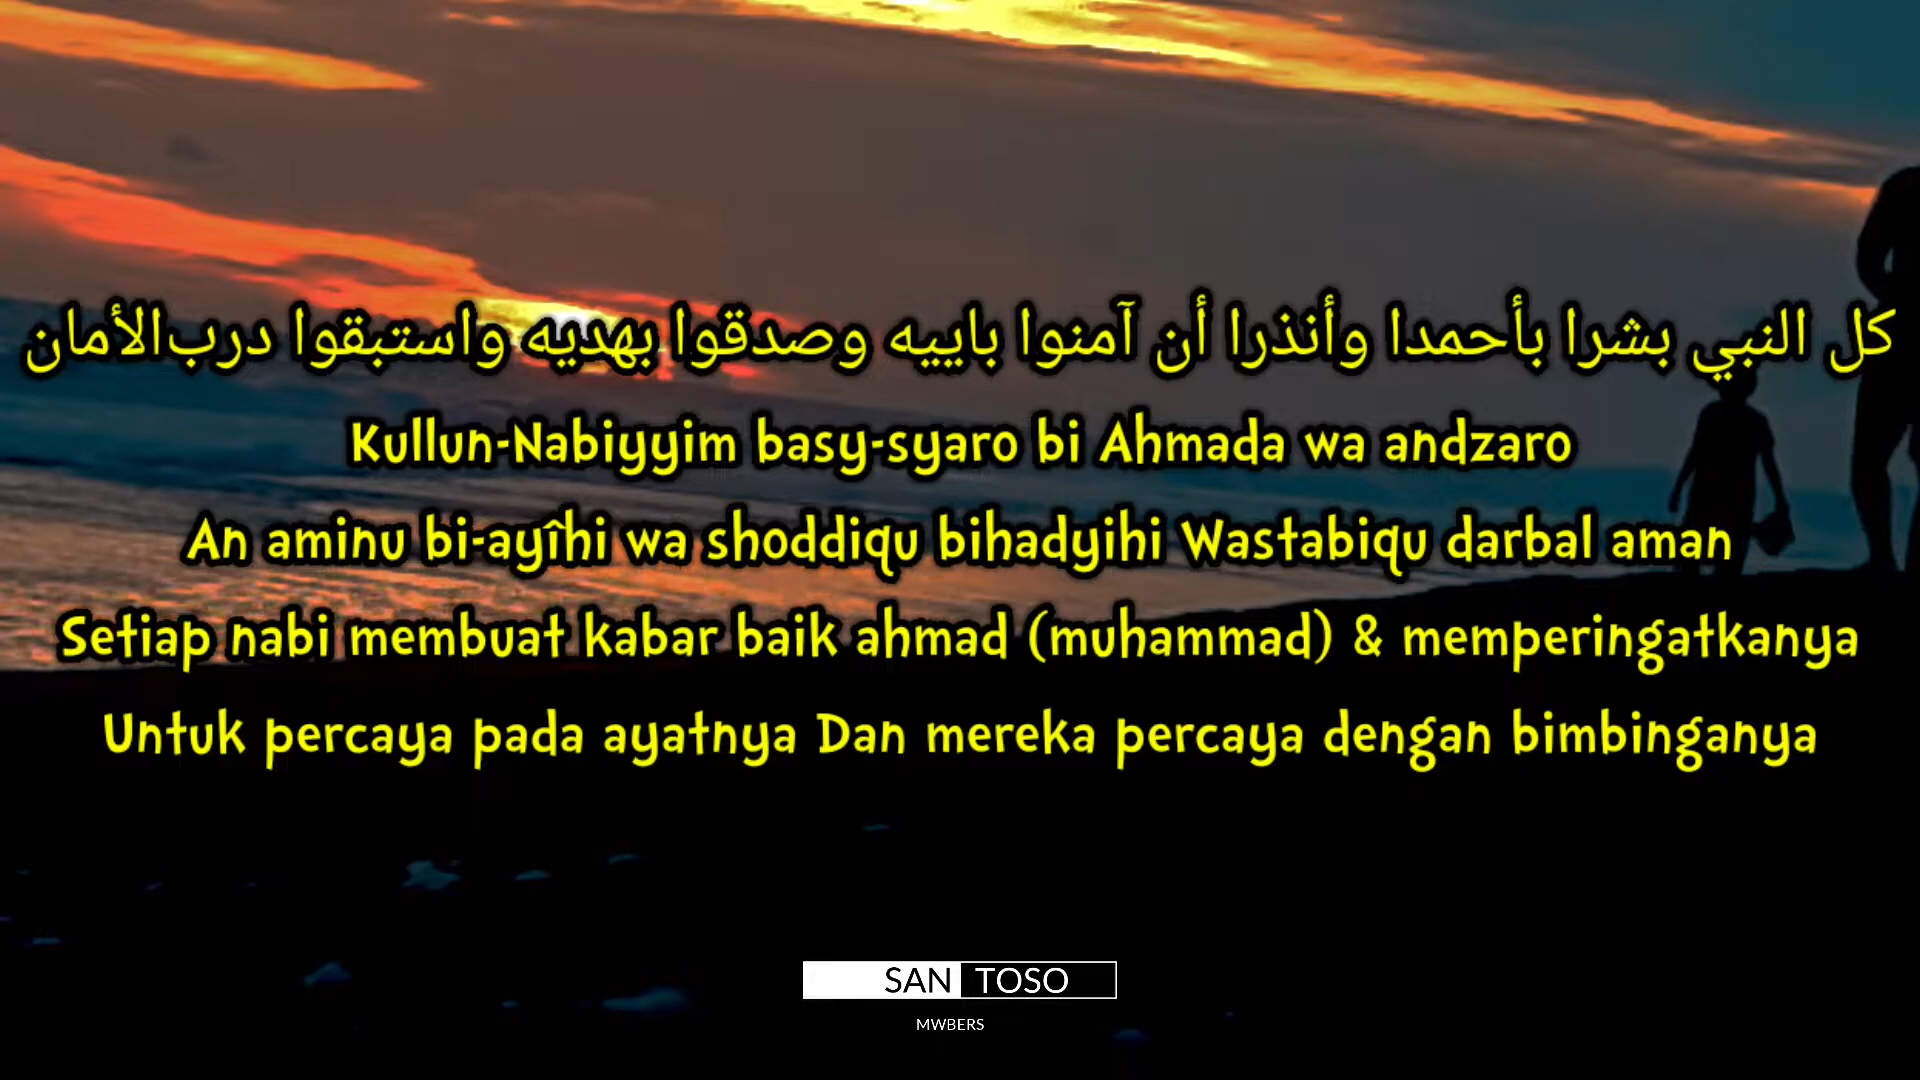 كل النبي بشرا بأحمدا وأنذرا أن آمنوا باييه وصدقوا بهديه واستبقوا درب الأمان
Kullun-Nabiyyim basy-syaro bi Ahmada wa andzaro
An aminu bi-ayîhi wa shoddiqu bihadyihi Wastabiqu darbal aman
Setiap nabi membuat kabar baik ahmad (muhammad) & memperingatkanya
Untuk percaya pada ayatnya Dan mereka percaya dengan bimbinganya
SAN TOSO
MWBERS